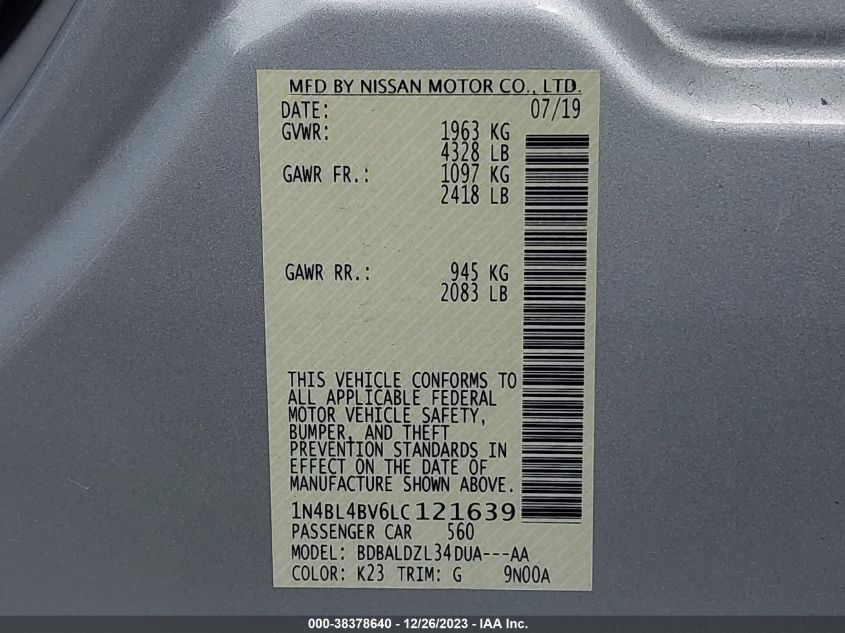 MFD BY NISSAN MOTOR CO., LTD.
DATE: 07/19
GVWR: 1963 KG
4328 LB
GAWR FR.: 1097 KG
2418 LB
GAWR RR.: 945 KG
2083 LB
THIS VEHICLE CONFORMS TO
ALL APPLICABLE FEDERAL
MOTOR VEHICLE SAFETY,
BUMPER, AND THEFT
PREVENTION STANDARDS IN
EFFECT ON THE DATE OF
MANUFACTURE SHOWN ABOVE.
1N4BL4BV6LC121639
PASSENGER CAR 560
MODEL: BDBALDZL34DUA---AA
COLOR: K23 TRIM: G 9N00A
000-38378640 - 12/26/2023 - IAA Inc.